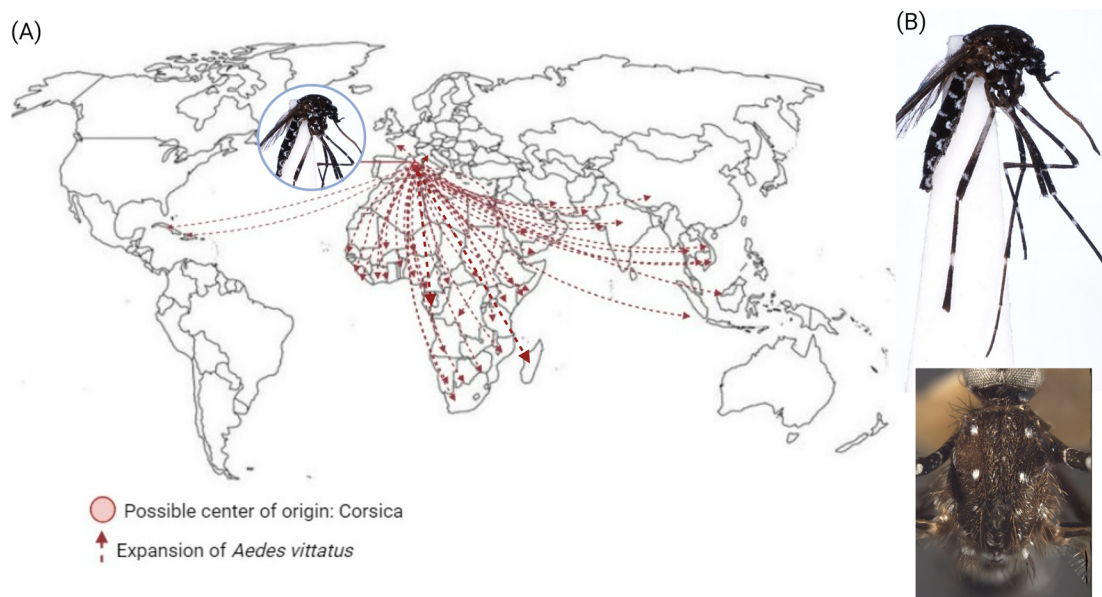 (A)
(B)
Possible center of origin: Corsica
Expansion of Aedes vittatus